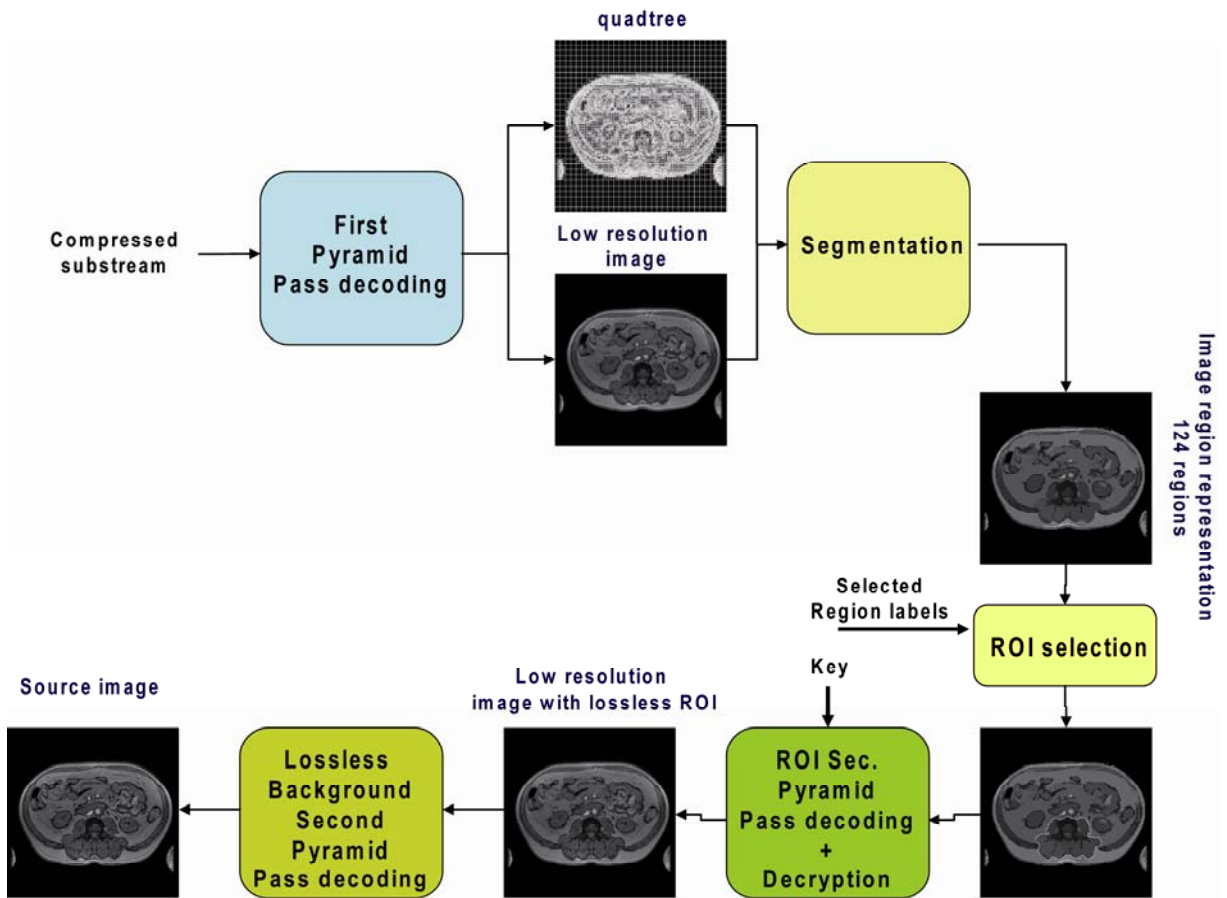 quadtree
Compressed
substream
First
Pyramid
Pass decoding
Low resolution
image
Segmentation
Image region representation
124 regions
Selected
Region labels
ROI selection
Key
Source image
Low resolution
image with lossless ROI
Lossless
Background
Second
Pyramid
Pass decoding
ROI Sec.
Pyramid
Pass decoding
+
Decryption